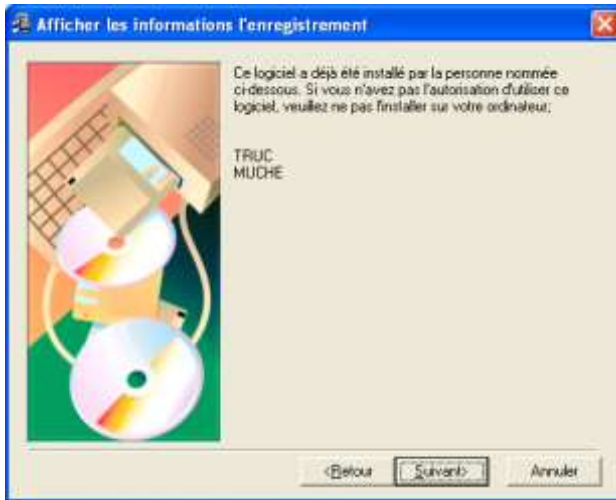 Afficher les informations l'enregistrement
Ce logiciel a déjà été installé par la personne nommée
ci-dessous. Si vous n'avez pas l'autorisation d'utiliser ce
logiciel, veuillez ne pas l'installer sur votre ordinateur;
TRUC
MUCHE
<Retour
Suivant>
Annuler